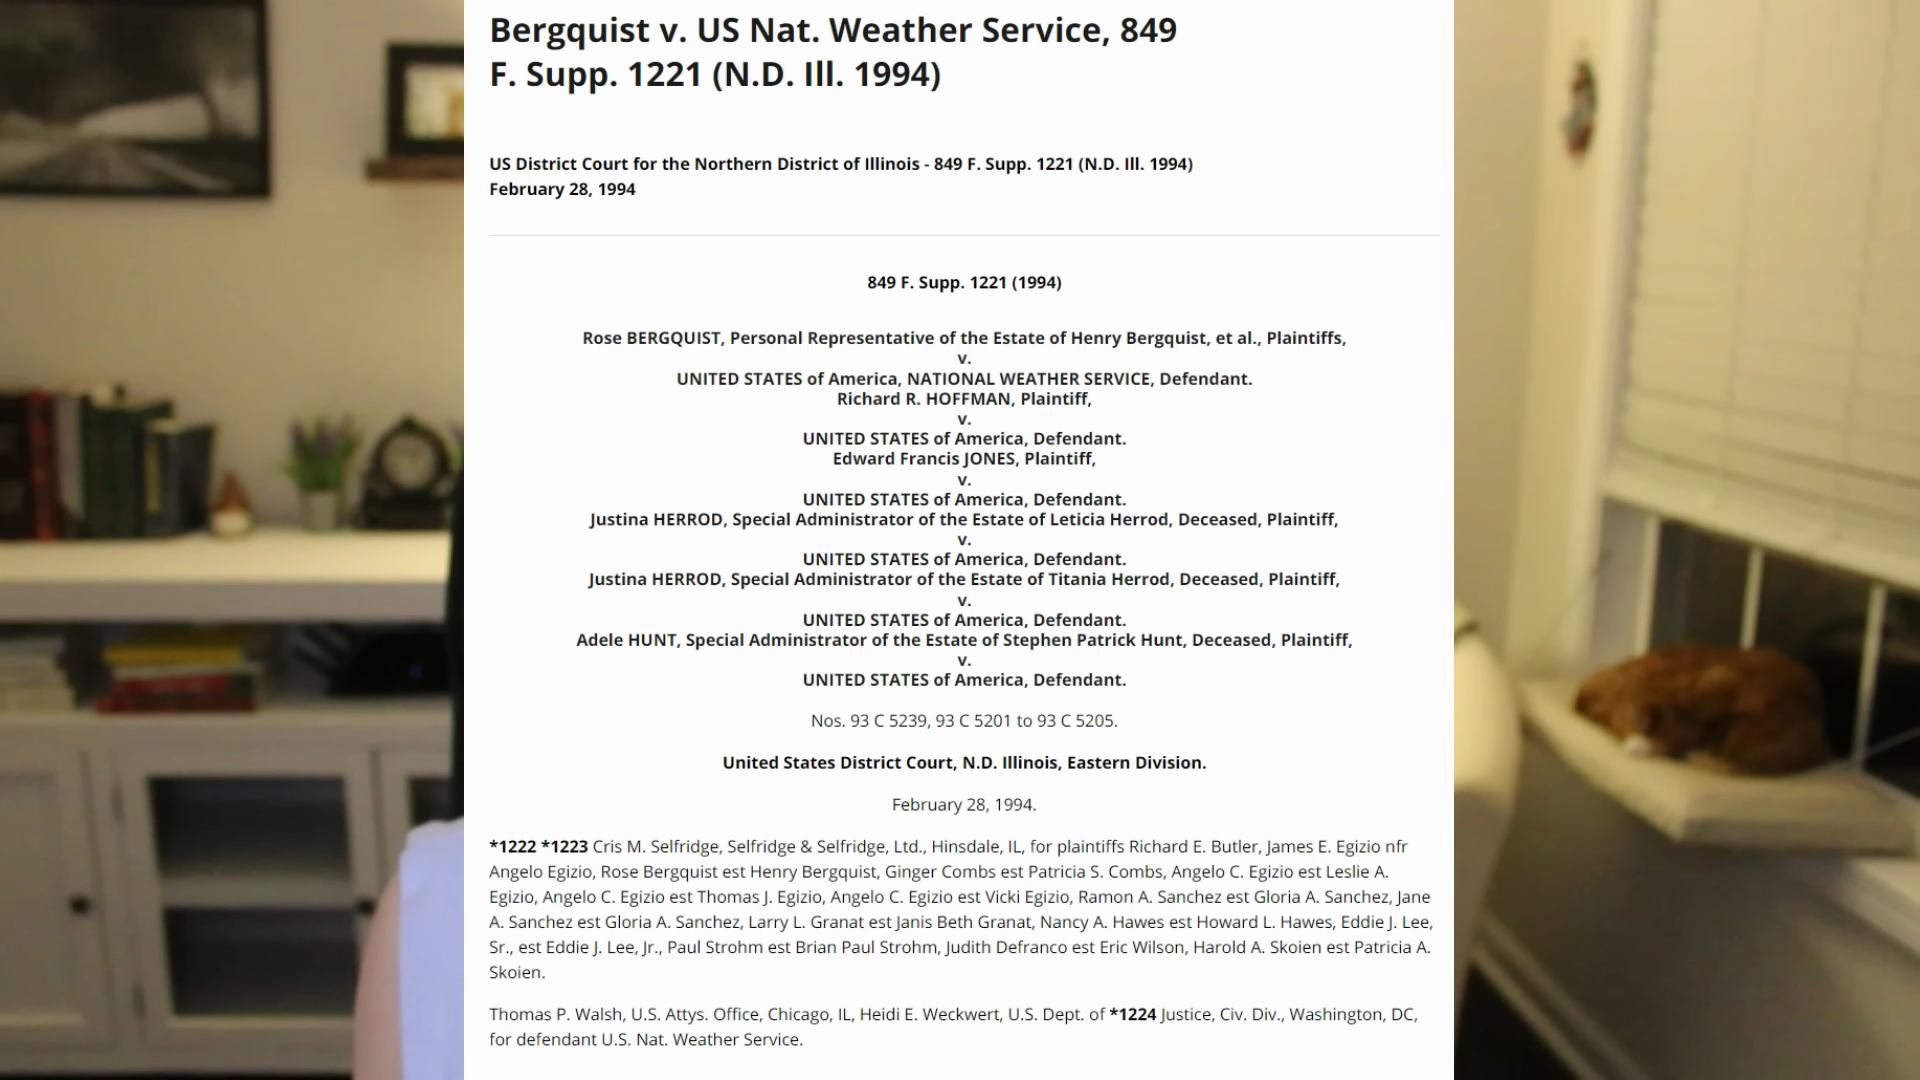 Bergquist v. US Nat. Weather Service, 849
F. Supp. 1221 (N.D. Ill. 1994)
US District Court for the Northern District of Illinois - 849 F. Supp. 1221 (N.D. Ill. 1994)
February 28, 1994
849 F. Supp. 1221 (1994)
Rose BERGQUIST, Personal Representative of the Estate of Henry Bergquist, et al., Plaintiffs,
v.
UNITED STATES of America, NATIONAL WEATHER SERVICE, Defendant.
Richard R. HOFFMAN, Plaintiff,
v.
UNITED STATES of America, Defendant.
Edward Francis JONES, Plaintiff,
v.
UNITED STATES of America, Defendant.
Justina HERROD, Special Administrator of the Estate of Leticia Herrod, Deceased, Plaintiff,
v.
UNITED STATES of America, Defendant.
Justina HERROD, Special Administrator of the Estate of Titania Herrod, Deceased, Plaintiff,
v.
UNITED STATES of America, Defendant.
Adele HUNT, Special Administrator of the Estate of Stephen Patrick Hunt, Deceased, Plaintiff,
v.
UNITED STATES of America, Defendant.
Nos. 93 C 5239, 93 C 5201 to 93 C 5205.
United States District Court, N.D. Illinois, Eastern Division.
February 28, 1994.
*1222 *1223 Cris M. Selfridge, Selfridge & Selfridge, Ltd., Hinsdale, IL, for plaintiffs Richard E. Butler, James E. Egizio nfr
Angelo Egizio, Rose Bergquist est Henry Bergquist, Ginger Combs est Patricia S. Combs, Angelo C. Egizio est Leslie A.
Egizio, Angelo C. Egizio est Thomas J. Egizio, Angelo C. Egizio est Vicki Egizio, Ramon A. Sanchez est Gloria A. Sanchez, Jane
A. Sanchez est Gloria A. Sanchez, Larry L. Granat est Janis Beth Granat, Nancy A. Hawes est Howard L. Hawes, Eddie J. Lee,
Sr., est Eddie J. Lee, Jr., Paul Strohm est Brian Paul Strohm, Judith Defranco est Eric Wilson, Harold A. Skoien est Patricia A.
Skoien.
Thomas P. Walsh, U.S. Attys. Office, Chicago, IL, Heidi E. Weckwert, U.S. Dept. of *1224 Justice, Civ. Div., Washington, DC,
for defendant U.S. Nat. Weather Service.